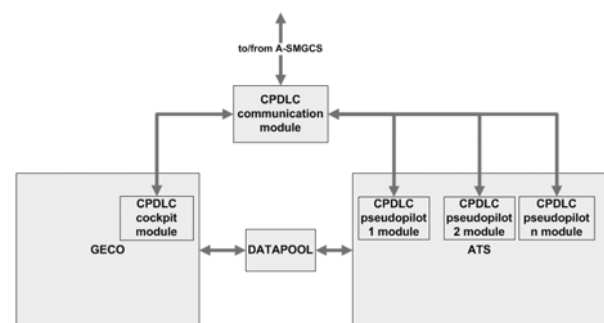 to/from A-SMGCS
CPDLC
communication
module
CPDLC
cockpit
module
GECO
DATAPOOL
CPDLC
pseudopilot
1 module
CPDLC
pseudopilot
2 module
CPDLC
pseudopilot
n module
ATS